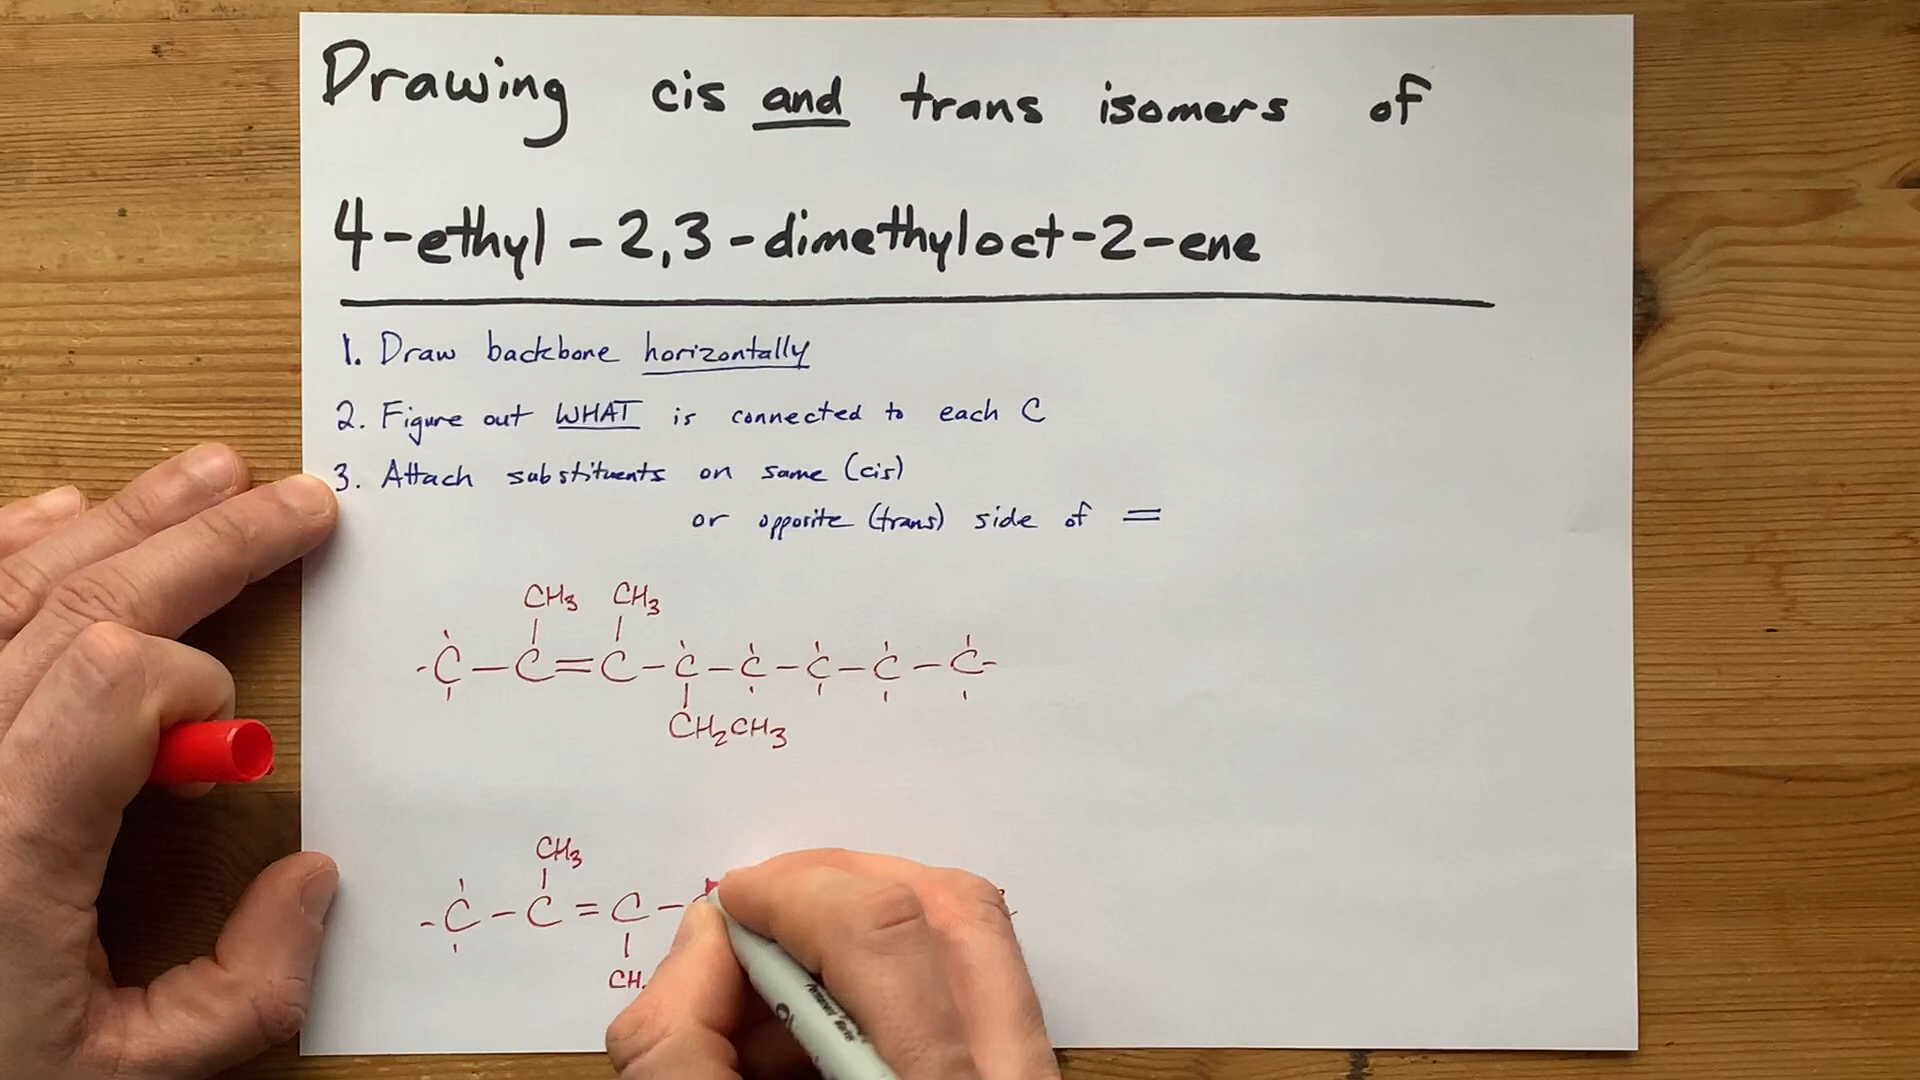 Drawing cis and trans isomers of
4-ethyl-2,3-dimethyloct-2-ene
1. Draw backbone horizontally
2. Figure out WHAT is connected to each C
3. Attach substituents on same (cis)
or opposite (trans) side of =
CH3 CH3
-C-C=C-C-C-C-C-C-
CH2CH3
CH3
-C-C=C-
CH